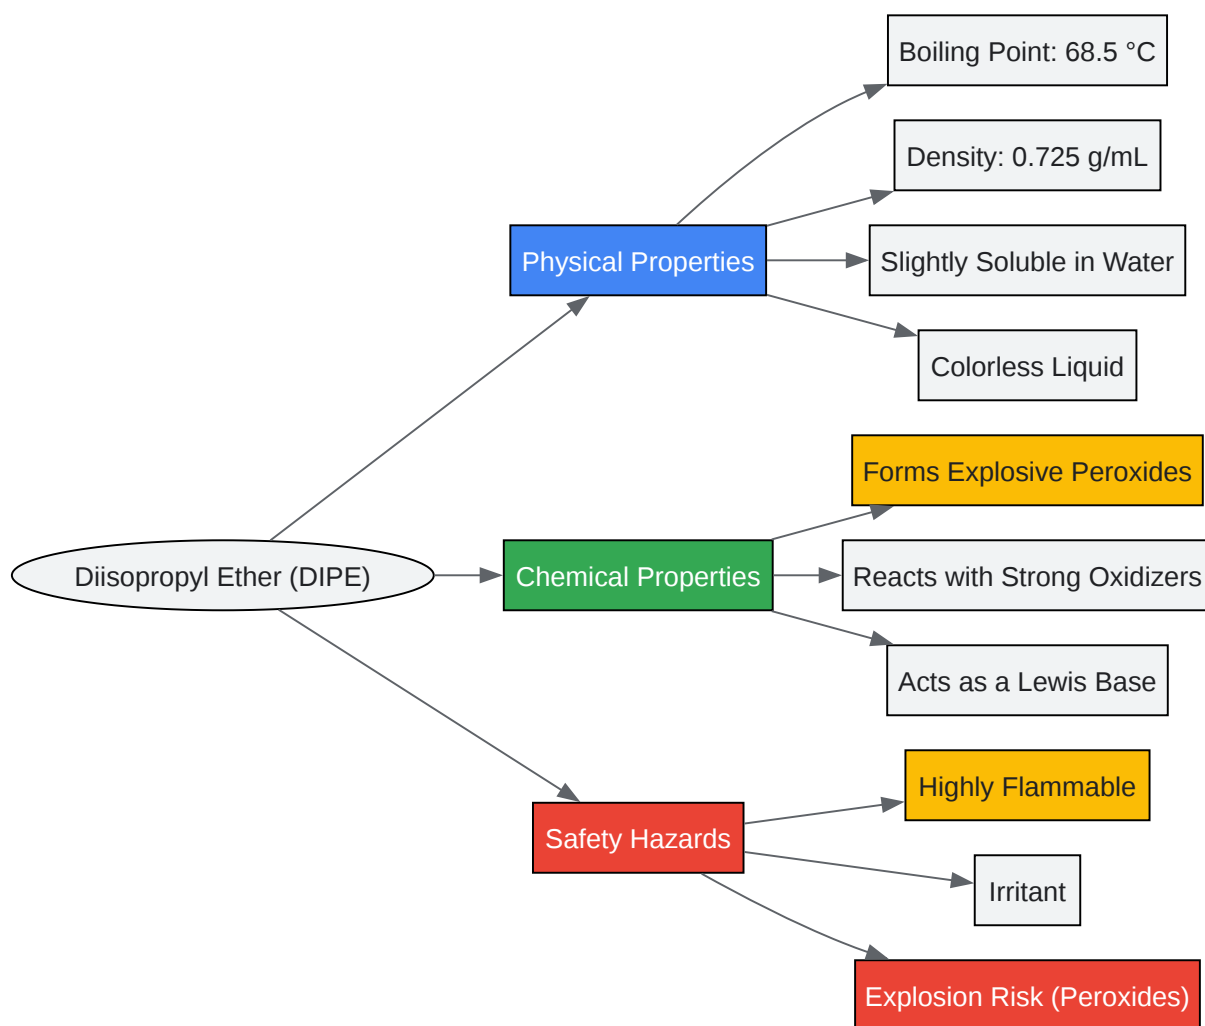 Boiling Point: 68.5 °C
Density: 0.725 g/mL
Physical Properties
Slightly Soluble in Water
Colorless Liquid
Forms Explosive Peroxides
Diisopropyl Ether (DIPE)
Chemical Properties
Reacts with Strong Oxidizers
Acts as a Lewis Base
Highly Flammable
Safety Hazards
Irritant
Explosion Risk (Peroxides)